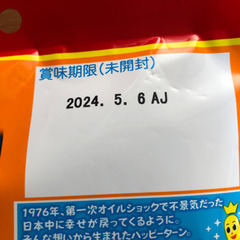 賞味期限(未開封)
2024. 5. 6 AJ
1976年、第一次オイルショックで不景気だった
日本中に幸せが戻ってくるように。
そんな想いから生まれたハッピーターン。